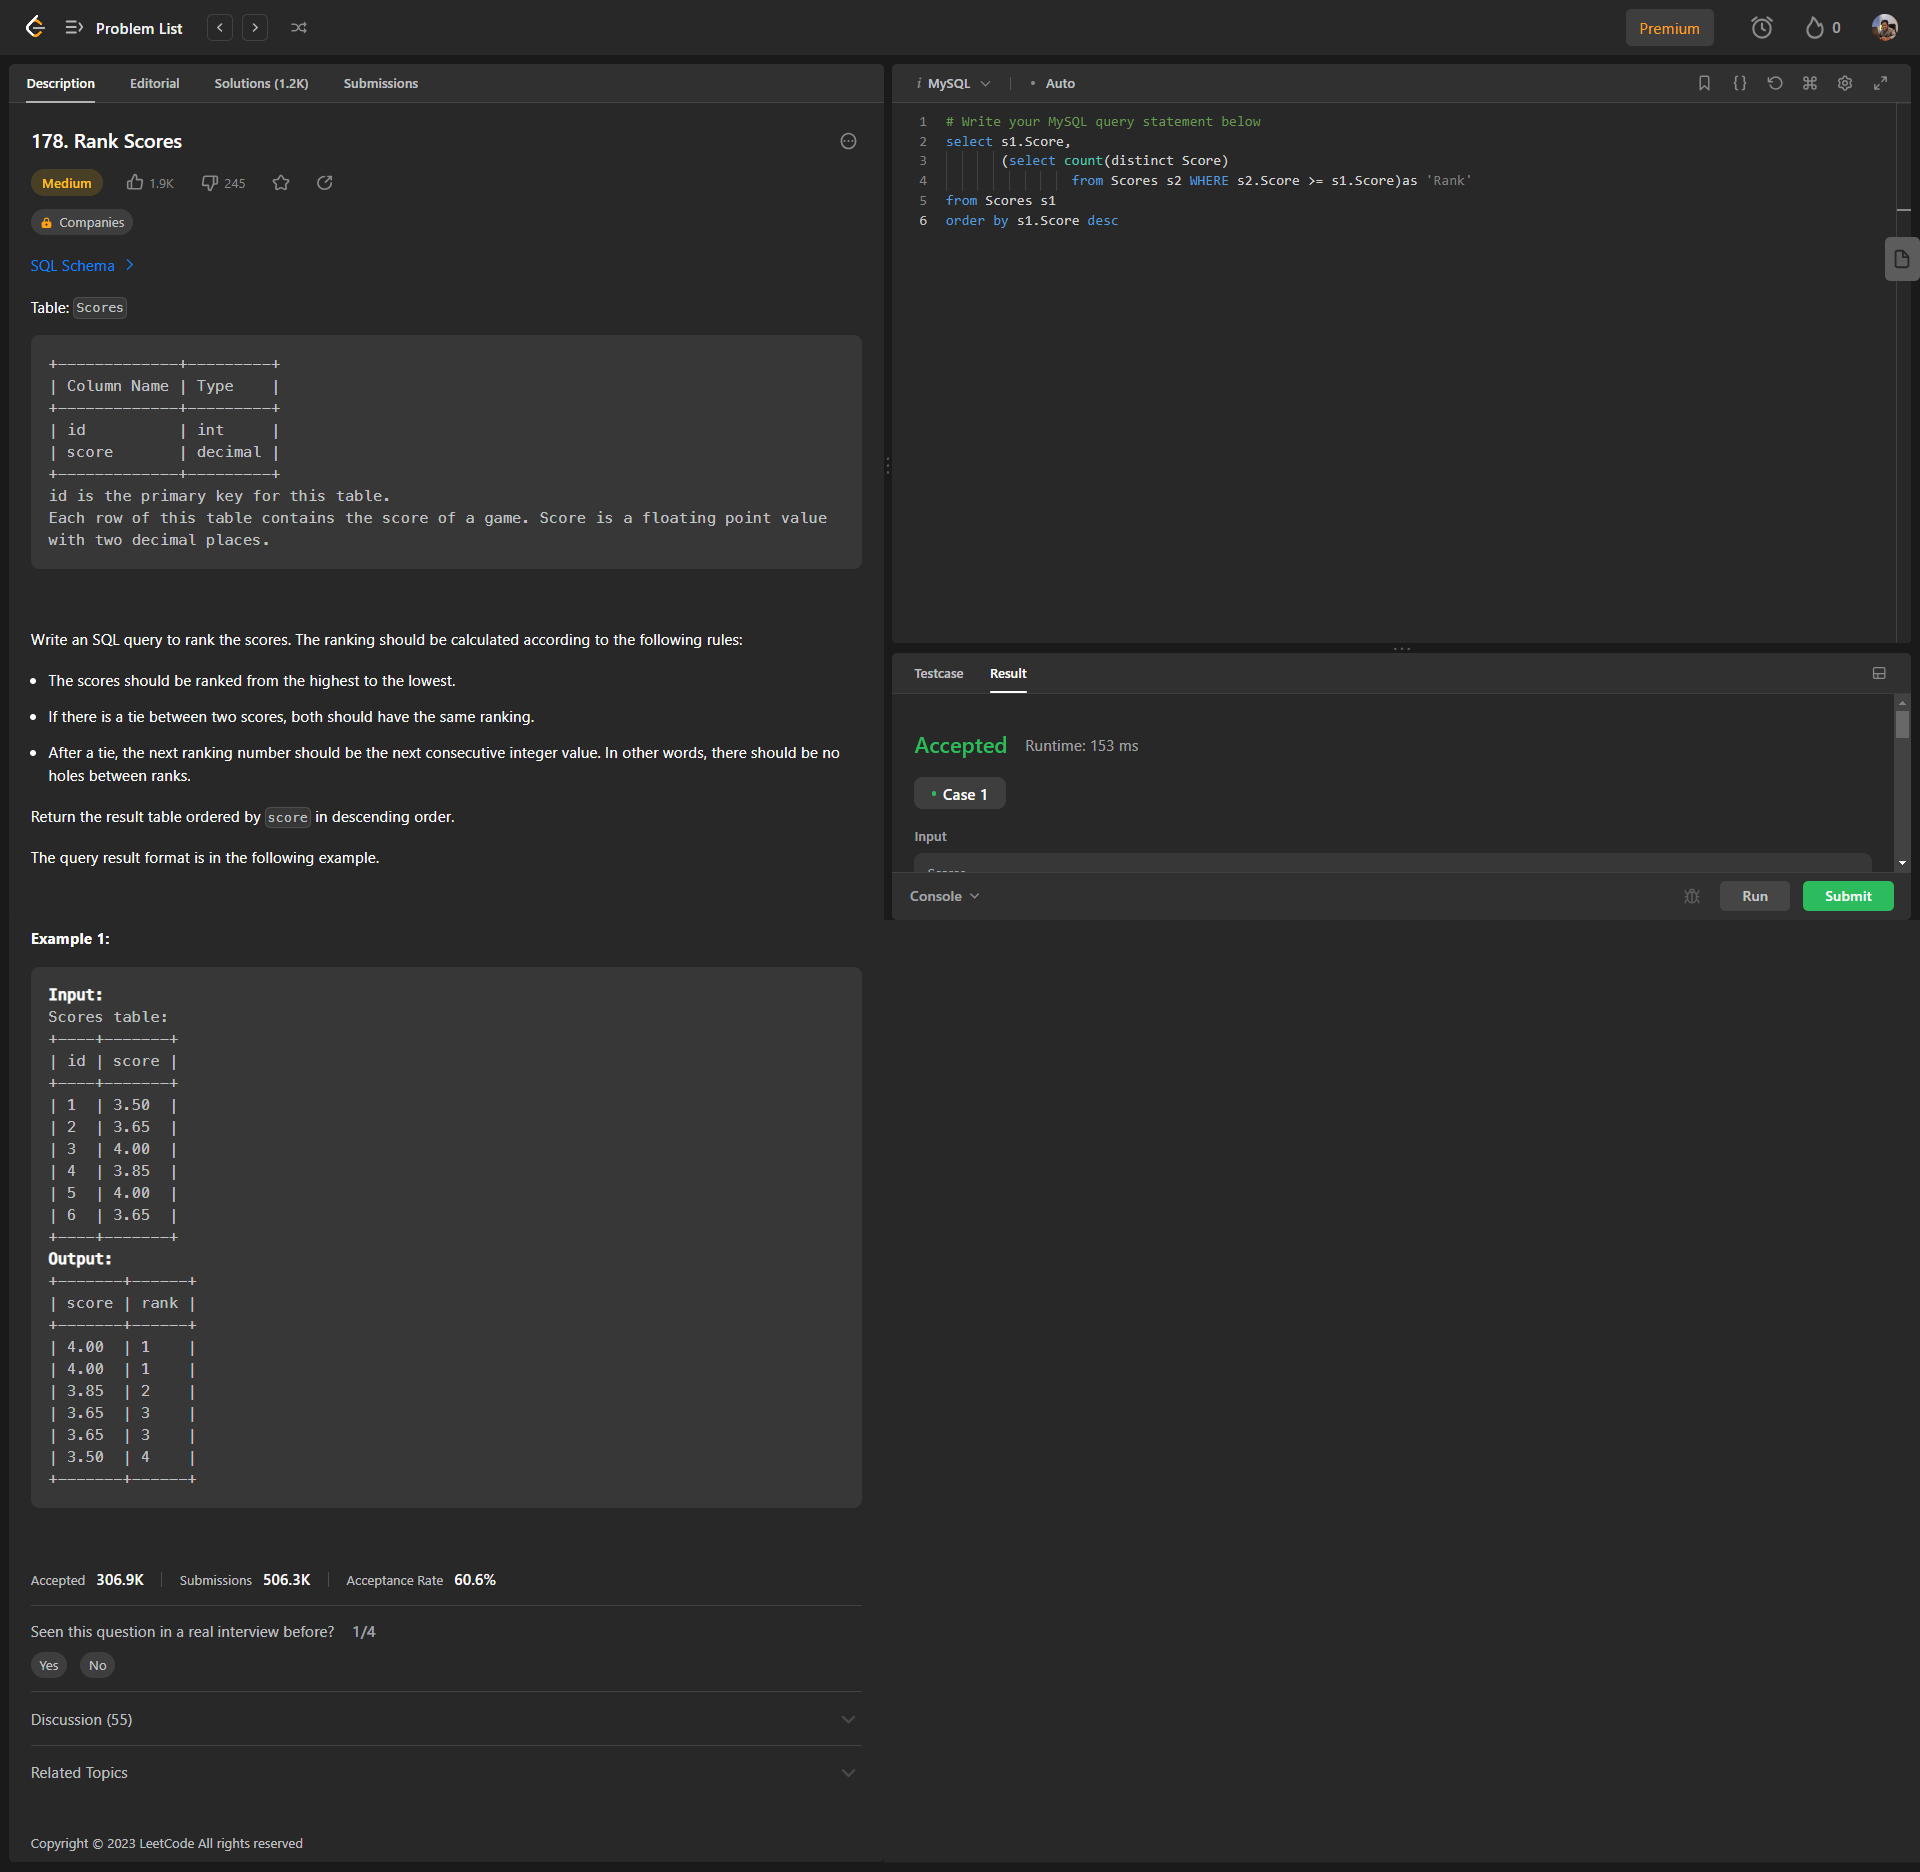 Problem List
Premium
0
Description Editorial Solutions (1.2K) Submissions
178. Rank Scores
Medium 1.9K 245
Companies
SQL Schema
Table: Scores
+-------------+---------+
| Column Name | Type    |
+-------------+---------+
| id          | int     |
| score       | decimal |
+-------------+---------+
id is the primary key for this table.
Each row of this table contains the score of a game. Score is a floating point value
with two decimal places.
Write an SQL query to rank the scores. The ranking should be calculated according to the following rules:
• The scores should be ranked from the highest to the lowest.
• If there is a tie between two scores, both should have the same ranking.
• After a tie, the next ranking number should be the next consecutive integer value. In other words, there should be no
holes between ranks.
Return the result table ordered by score in descending order.
The query result format is in the following example.
Example 1:
Input:
Scores table:
+----+-------+
| id | score |
+----+-------+
| 1  | 3.50  |
| 2  | 3.65  |
| 3  | 4.00  |
| 4  | 3.85  |
| 5  | 4.00  |
| 6  | 3.65  |
+----+-------+
Output:
+-------+------+
| score | rank |
+-------+------+
| 4.00  | 1    |
| 4.00  | 1    |
| 3.85  | 2    |
| 3.65  | 3    |
| 3.65  | 3    |
| 3.50  | 4    |
+-------+------+
Accepted 306.9K | Submissions 506.3K | Acceptance Rate 60.6%
Seen this question in a real interview before? 1/4
Yes No
Discussion (55)
Related Topics
Copyright © 2023 LeetCode All rights reserved
i MySQL | • Auto
1 # Write your MySQL query statement below
2 select s1.Score,
3 (select count(distinct Score)
4 from Scores s2 WHERE s2.Score >= s1.Score)as 'Rank'
5 from Scores s1
6 order by s1.Score desc
Testcase Result
Accepted Runtime: 153 ms
• Case 1
Input
Scores
Console Run Submit